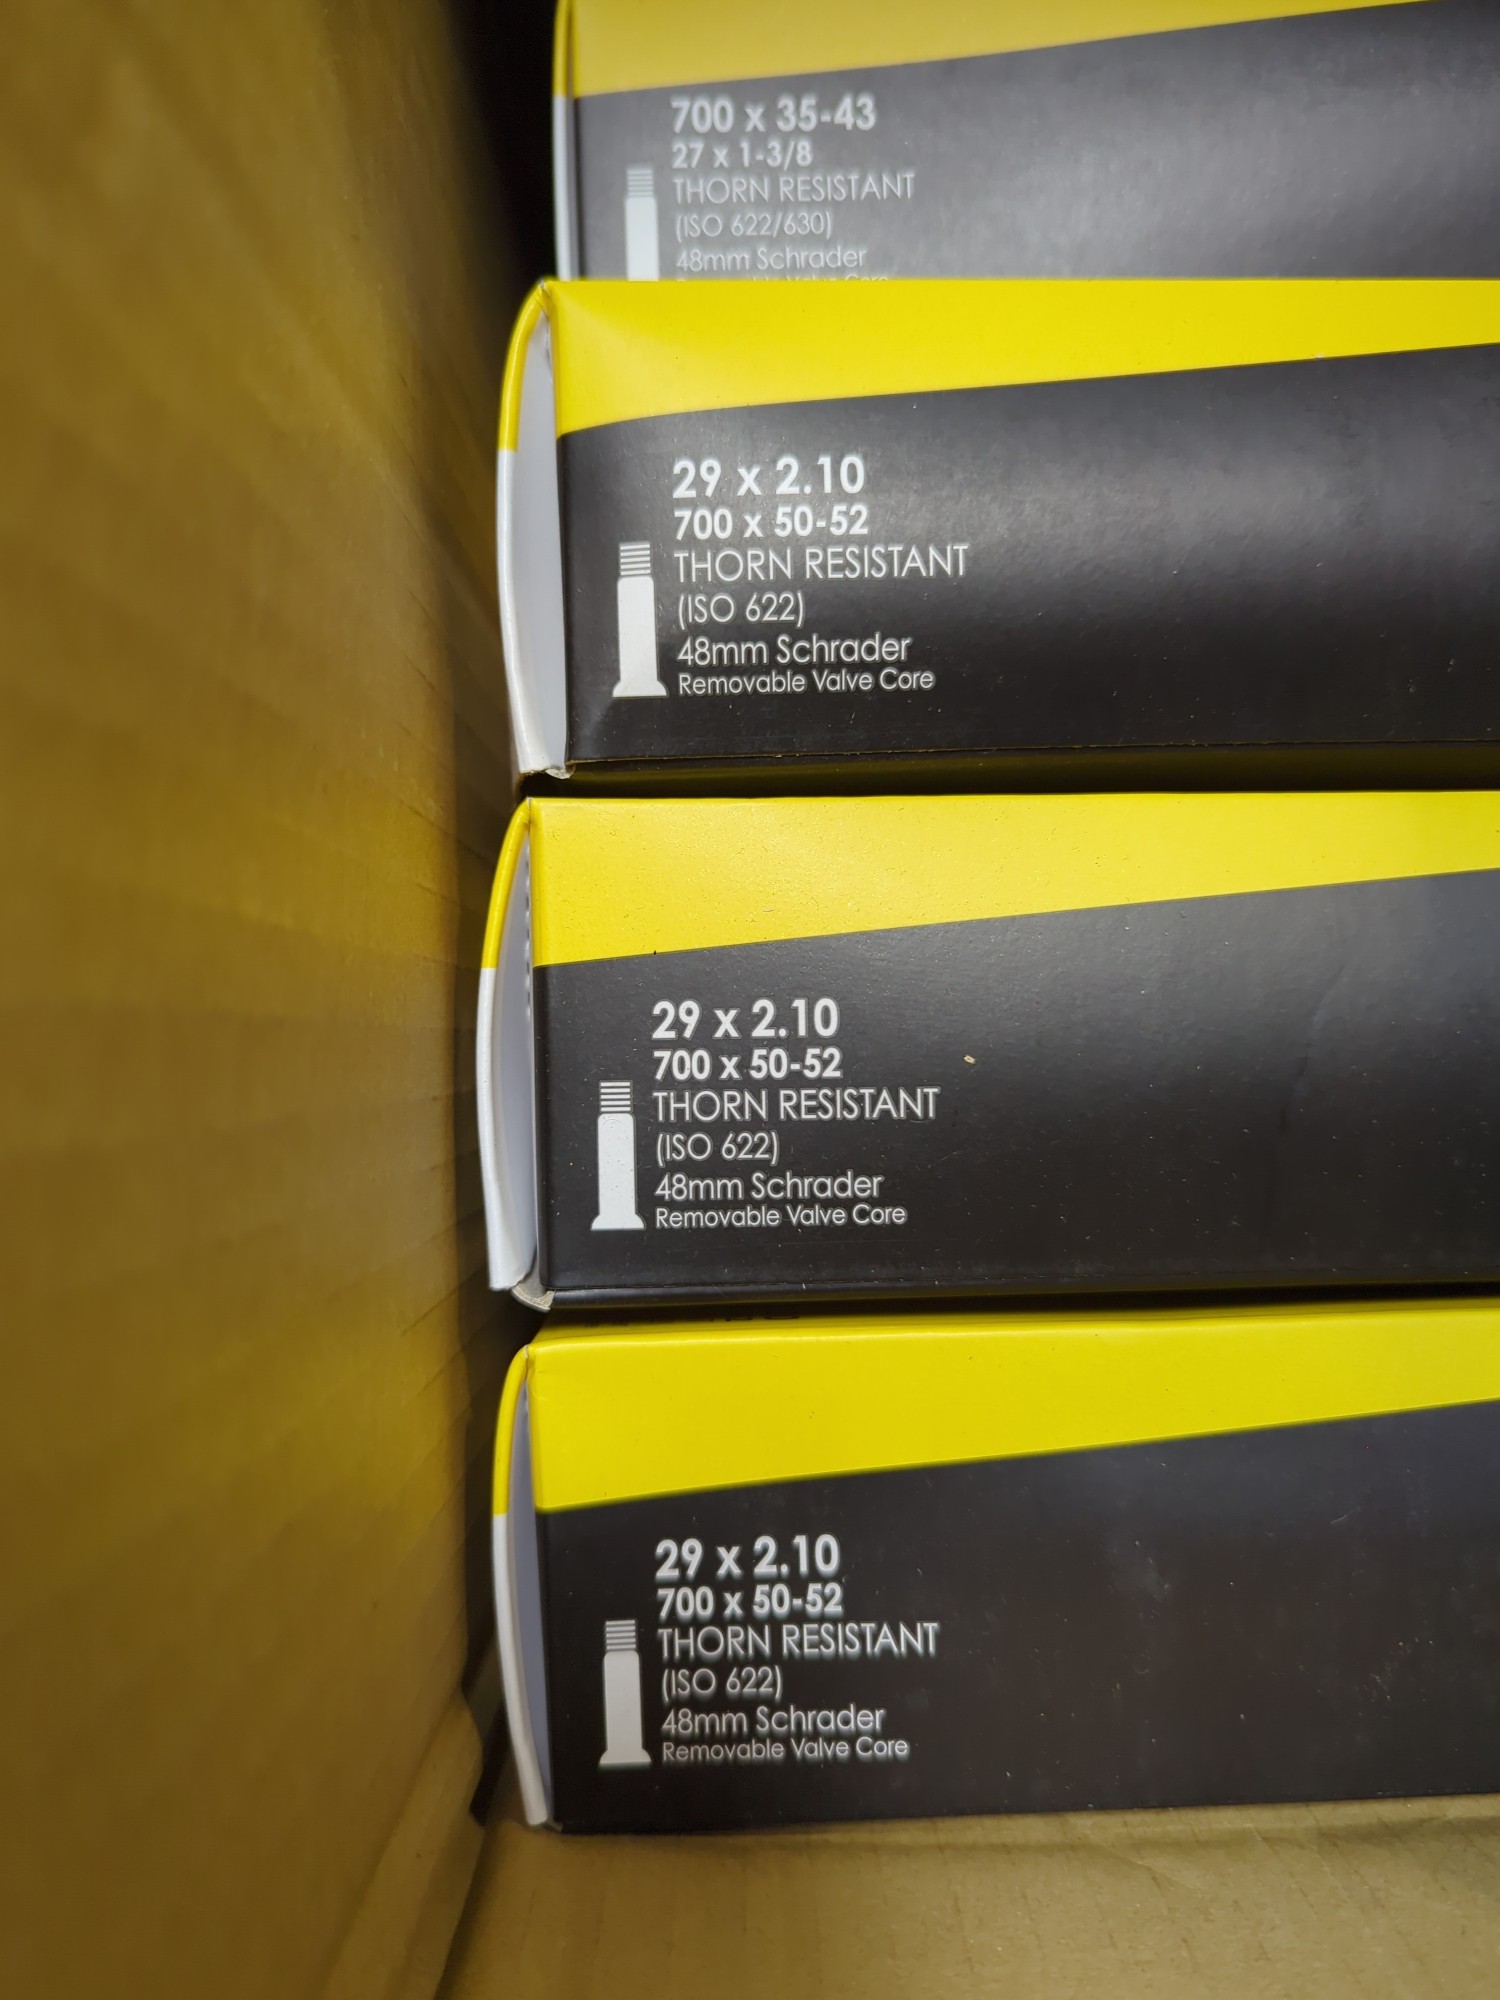 700 x 35-43
27 x 1-3/8
THORN RESISTANT
(ISO 622/630)
48mm Schrader
29 x 2.10
700 x 50-52
THORN RESISTANT
(ISO 622)
48mm Schrader
Removable Valve Core
29 x 2.10
700 x 50-52
THORN RESISTANT
(ISO 622)
48mm Schrader
Removable Valve Core
29 x 2.10
700 x 50-52
THORN RESISTANT
(ISO 622)
48mm Schrader
Removable Valve Core